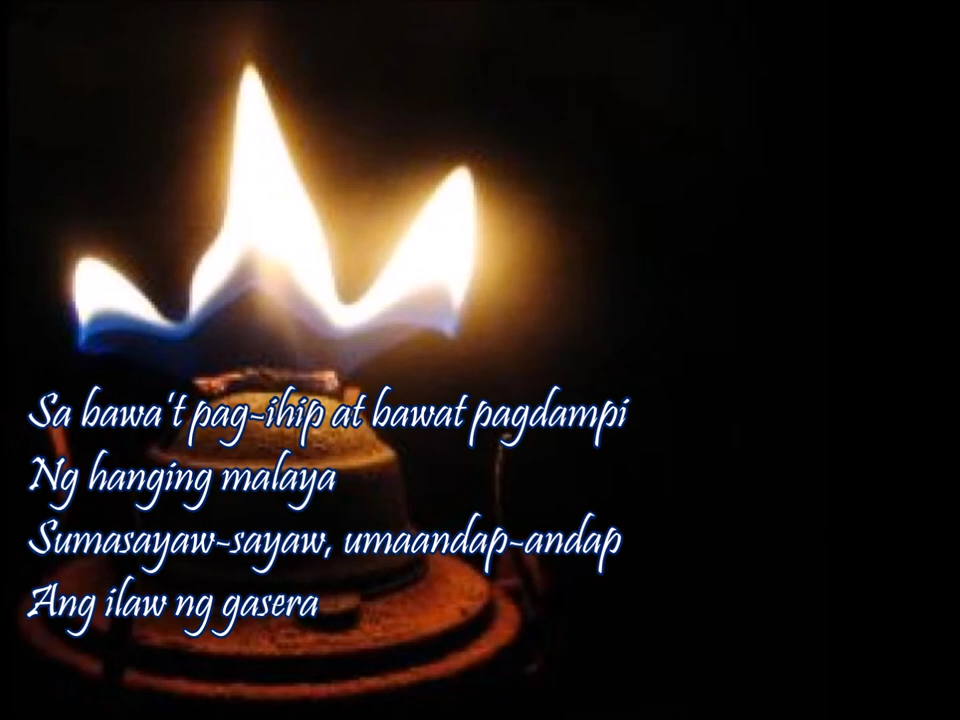 Sa bawa't pag-ihip at bawat pagdampi
Ng hanging malaya
Sumasayaw-sayaw, umaandap-andap
Ang ilaw ng gasera